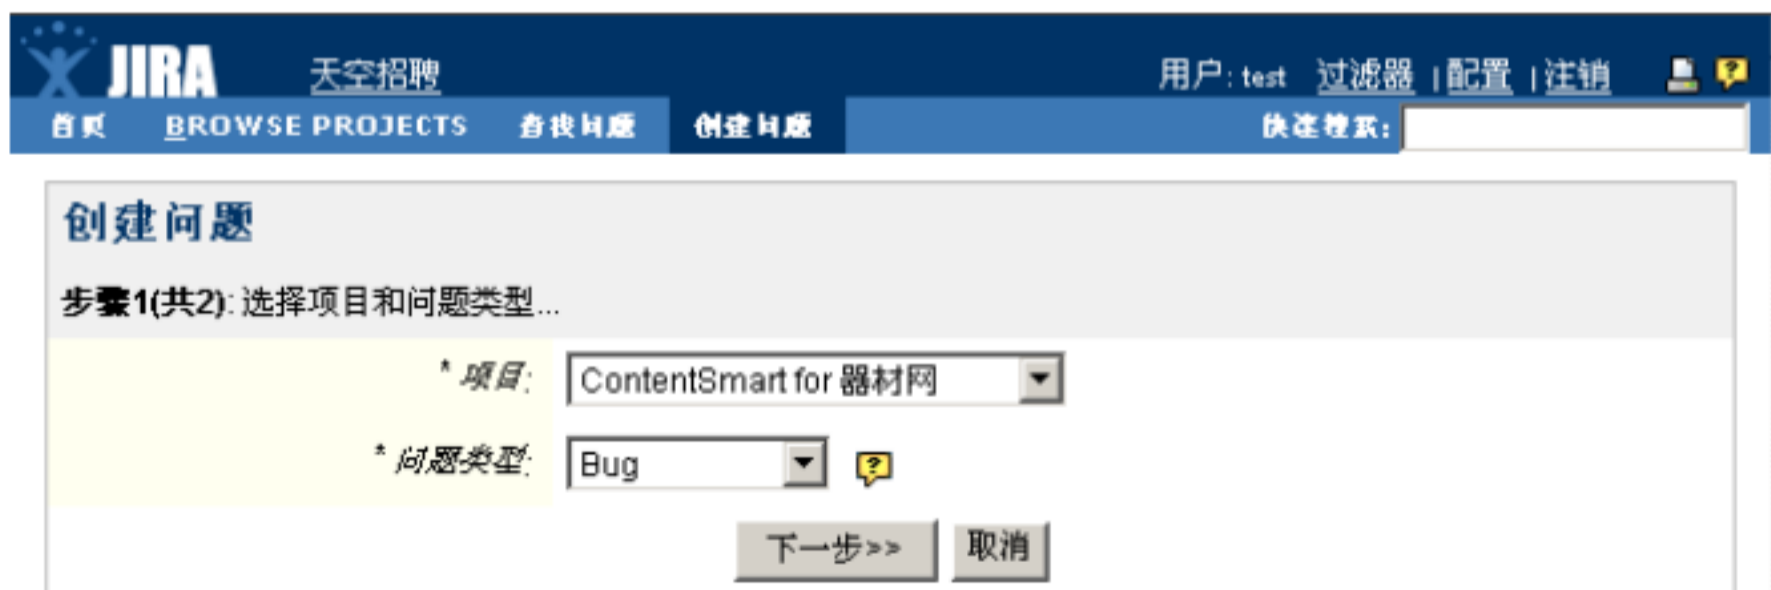 JIRA 天空招聘 用户: test 过滤器 | 配置 | 注销
首页 BROWSE PROJECTS 查找问题 创建问题 快速搜索:
创建问题
步骤1(共2): 选择项目和问题类型...
* 项目: ContentSmart for 器材网
* 问题类型: Bug
下一步>> 取消